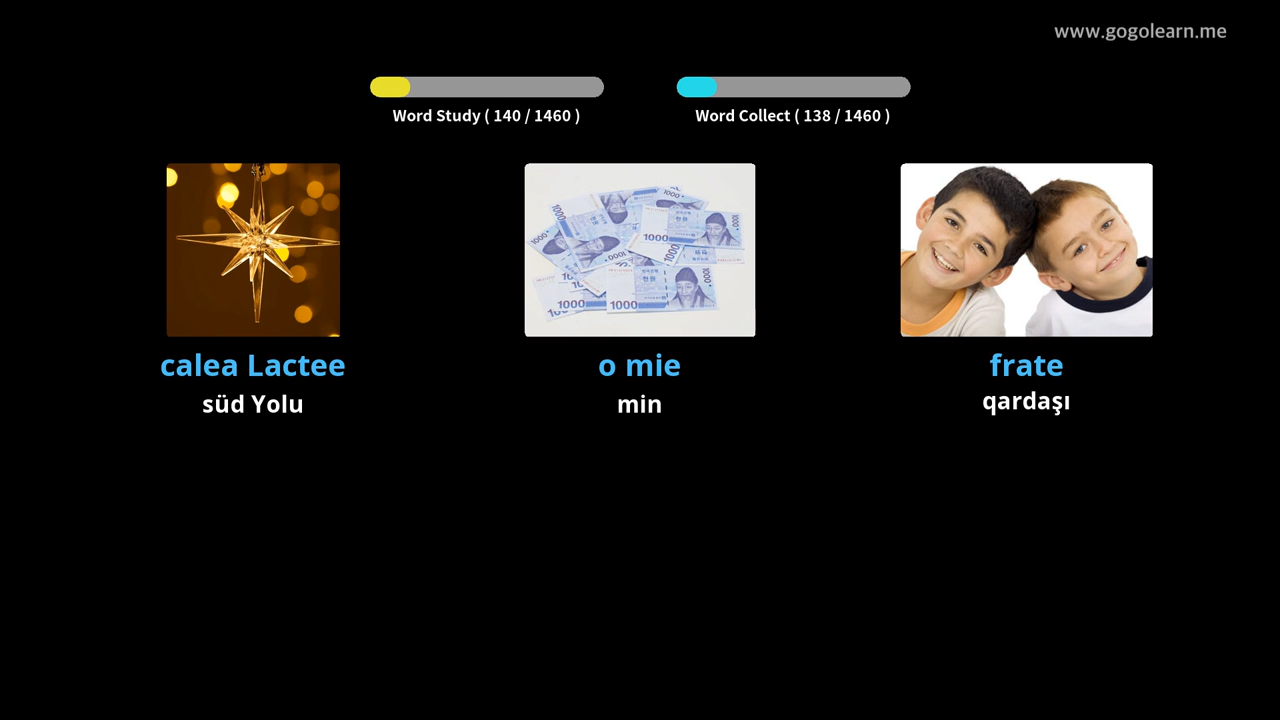 www.gogolearn.me
Word Study ( 140 / 1460 )
Word Collect ( 138 / 1460 )
calea Lactee
süd Yolu
o mie
min
frate
qardaşı